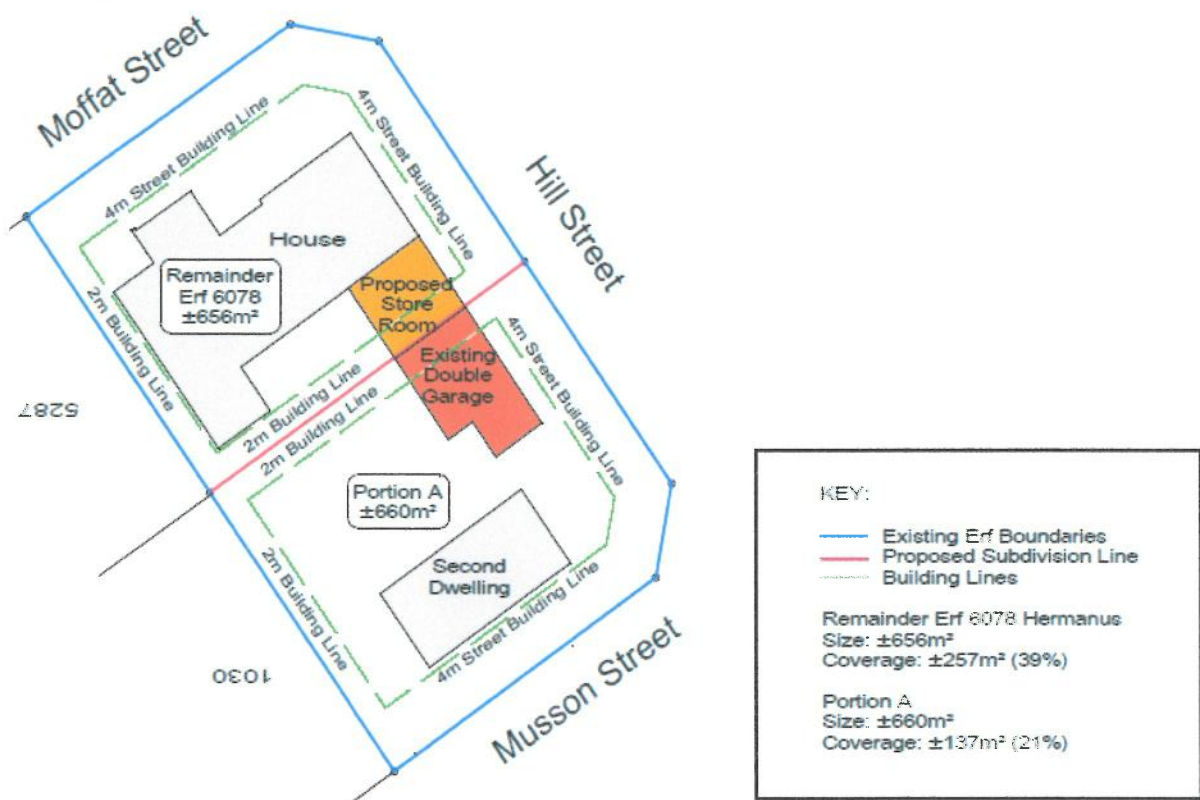 Moffat Street
4m Street Building Line
4m Street Building Line
Hill Street
House
Remainder
Erf 6078
±656m²
Proposed
Store
Room
2m Building Line
Existing
Double
Garage
4m Street Building Line
5287
2m Building Line
2m Building Line
Portion A
±660m²
Second
Dwelling
2m Building Line
4m Street Building Line
1030
Musson Street
KEY:
Existing Erf Boundaries
Proposed Subdivision Line
Building Lines
Remainder Erf 6078 Hermanus
Size: ±656m²
Coverage: ±257m² (39%)
Portion A
Size: ±660m²
Coverage: ±137m² (21%)